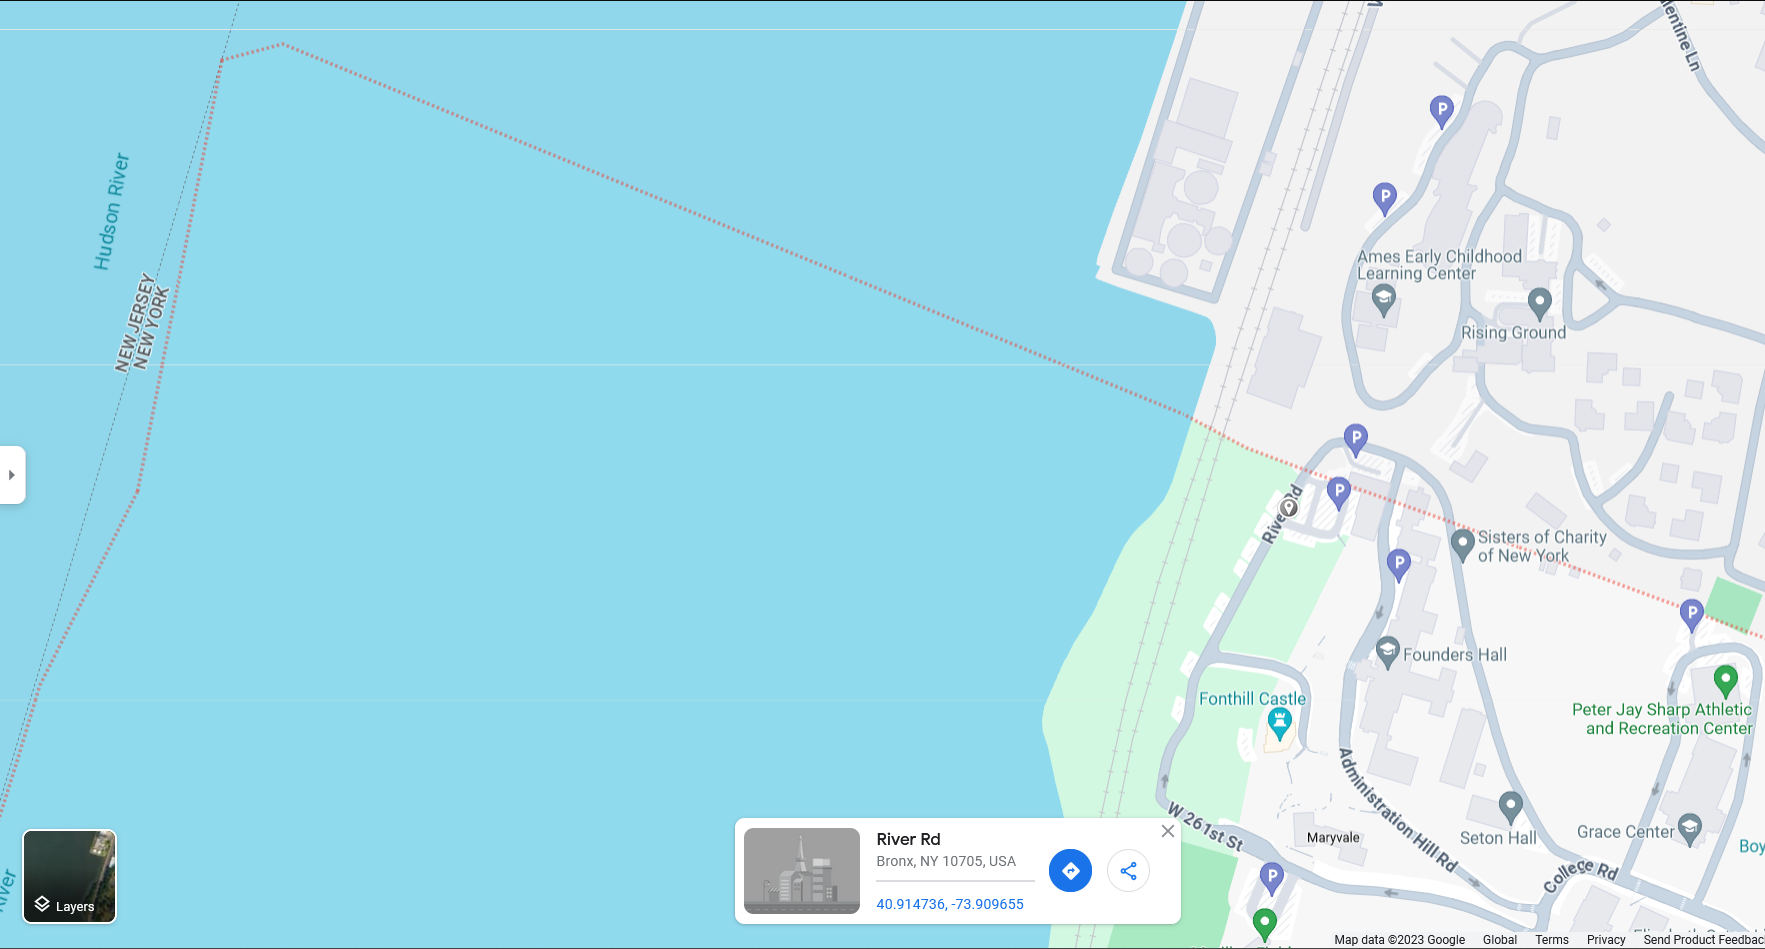 lentine Ln
Hudson River
NEW JERSEY
NEW YORK
P
P
Ames Early Childhood
Learning Center
Rising Ground
P
P
River Rd
Sisters of Charity
of New York
P
P
Founders Hall
Fonthill Castle
Peter Jay Sharp Athletic
and Recreation Center
Administration Hill Rd
W 261st St
Maryvale
Seton Hall
Grace Center
Boy
College Rd
P
River
Layers
River Rd
Bronx, NY 10705, USA
40.914736, -73.909655
Map data ©2023 Google
Global
Terms
Privacy
Send Product Feedbac